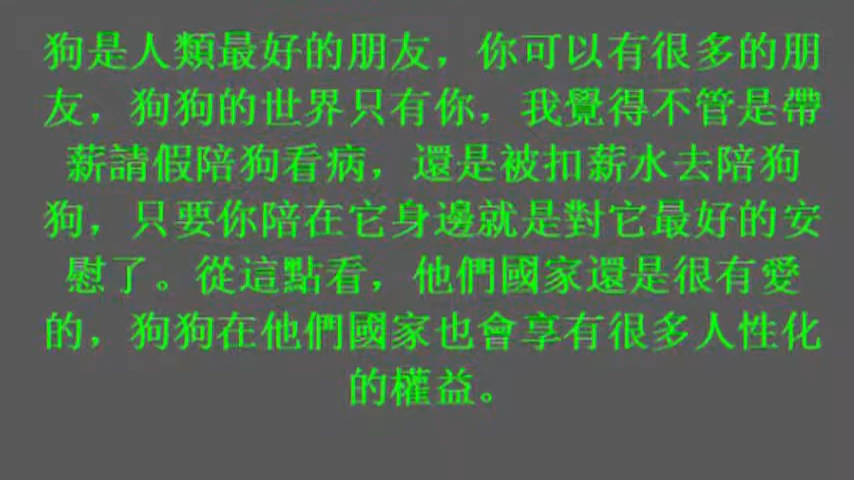 狗是人類最好的朋友，你可以有很多的朋
友，狗狗的世界只有你，我覺得不管是帶
薪請假陪狗看病，還是被扣薪水去陪狗
狗，只要你陪在它身邊就是對它最好的安
慰了。從這點看，他們國家還是很有愛
的，狗狗在他們國家也會享有很多人性化
的權益。